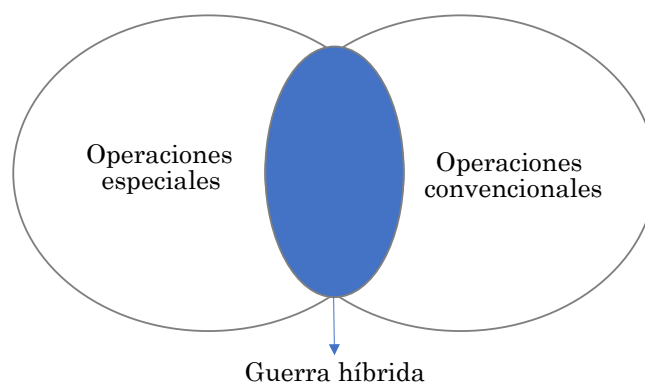 Operaciones
especiales
Operaciones
convencionales
Guerra híbrida